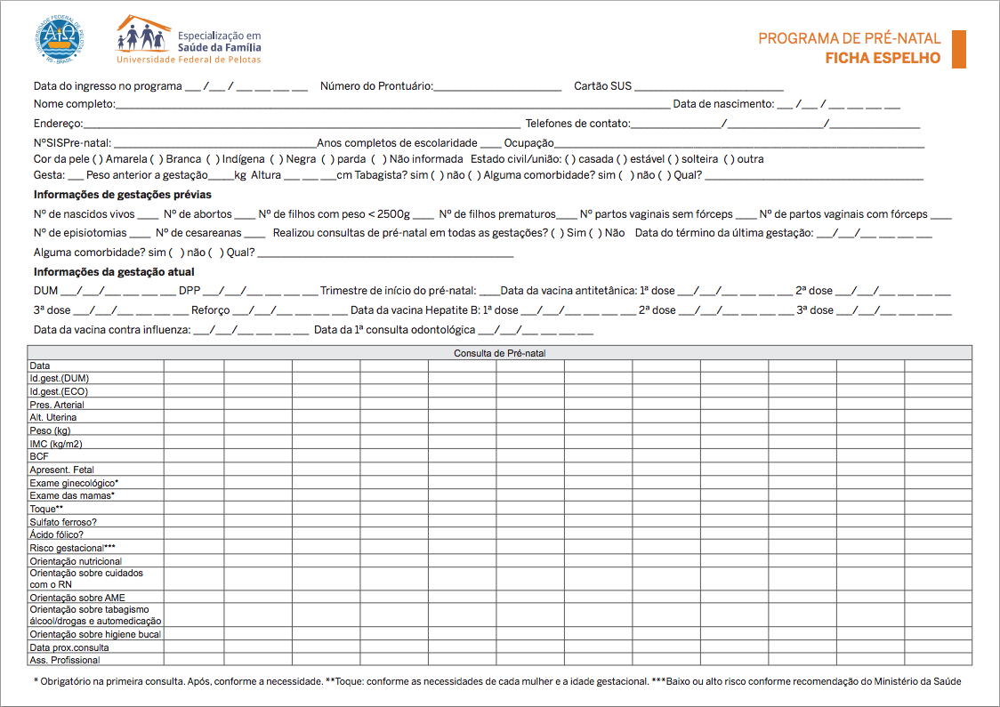 UNIVERSIDADE FEDERAL DE PELOTAS
RS - BRASIL
Especialização em
Saúde da Família
Universidade Federal de Pelotas
PROGRAMA DE PRÉ-NATAL
FICHA ESPELHO
Data do ingresso no programa ___ /___ / ___ ___ ___ ___ Número do Prontuário:______________________ Cartão SUS __________________________
Nome completo:_________________________________ Data de nascimento: ___ /___ / ___ ___ ___ ___
Endereço:_________________________________ Telefones de contato:________________/_________________/________________
NºSISPre-natal: ___________________________________Anos completos de escolaridade ____ Ocupação_________________________________
Cor da pele ( ) Amarela ( ) Branca ( ) Indígena ( ) Negra ( ) parda ( ) Não informada Estado civil/união: ( ) casada ( ) estável ( ) solteira ( ) outra
Gesta: ___ Peso anterior a gestação_____kg Altura ___ ___ ___cm Tabagista? sim ( ) não ( ) Alguma comorbidade? sim ( ) não ( ) Qual? _________________________________
Informações de gestações prévias
Nº de nascidos vivos ____ Nº de abortos ____ Nº de filhos com peso < 2500g ____ Nº de filhos prematuros____ Nº partos vaginais sem fórceps ____ Nº de partos vaginais com fórceps ____
Nº de episiotomias ____ Nº de cesareanas ____ Realizou consultas de pré-natal em todas as gestações? ( ) Sim ( ) Não Data do término da última gestação: ___/___/___ ___ ___ ___
Alguma comorbidade? sim ( ) não ( ) Qual? _________________________________
Informações da gestação atual
DUM ___/___/___ ___ ___ ___ DPP ___/___/___ ___ ___ ___ Trimestre de início do pré-natal: ____Data da vacina antitetânica: 1ª dose ___/___/___ ___ ___ ___ 2ª dose ___/___/___ ___ ___ ___
3ª dose ___/___/___ ___ ___ ___ Reforço ___/___/___ ___ ___ ___ Data da vacina Hepatite B: 1ª dose ___/___/___ ___ ___ ___ 2ª dose ___/___/___ ___ ___ ___ 3ª dose ___/___/___ ___ ___ ___
Data da vacina contra influenza: ___/___/___ ___ ___ ___ Data da 1ª consulta odontológica ___/___/___ ___ ___ ___
Consulta de Pré-natal
Data
Id.gest.(DUM)
Id.gest.(ECO)
Pres. Arterial
Alt. Uterina
Peso (kg)
IMC (kg/m2)
BCF
Apresent. Fetal
Exame ginecológico*
Exame das mamas*
Toque**
Sulfato ferroso?
Ácido fólico?
Risco gestacional***
Orientação nutricional
Orientação sobre cuidados
com o RN
Orientação sobre AME
Orientação sobre tabagismo
álcool/drogas e automedicação
Orientação sobre higiene bucal
Data prox.consulta
Ass. Profissional
* Obrigatório na primeira consulta. Após, conforme a necessidade. **Toque: conforme as necessidades de cada mulher e a idade gestacional. ***Baixo ou alto risco conforme recomendação do Ministério da Saúde